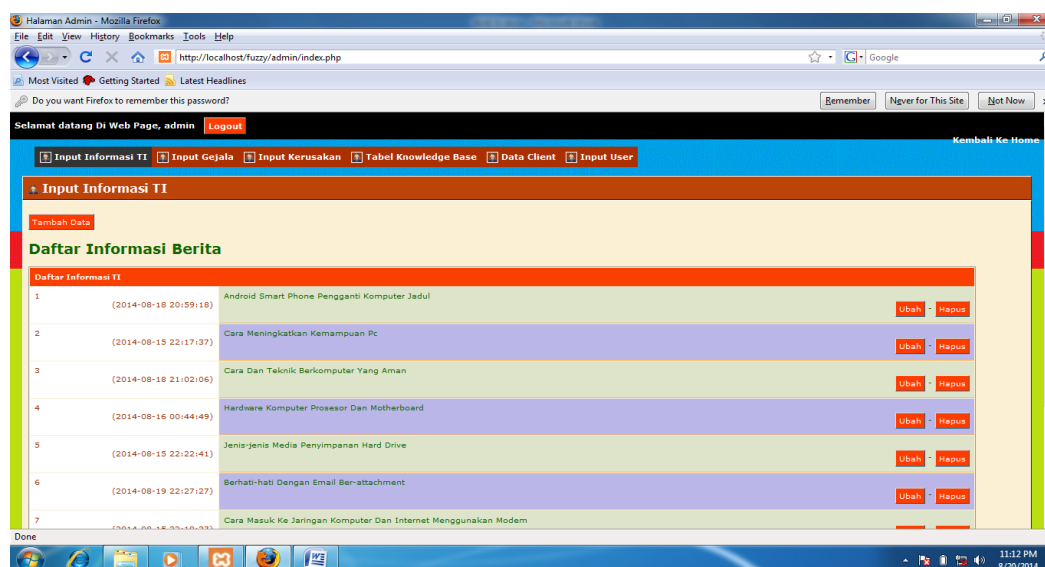 Halaman Admin - Mozilla Firefox
File Edit View History Bookmarks Tools Help
http://localhost/fuzzy/admin/index.php
G Google
Most Visited Getting Started Latest Headlines
Do you want Firefox to remember this password? Remember Never for This Site Not Now
Selamat datang Di Web Page, admin Logout
Kembali Ke Home
Input Informasi TI Input Gejala Input Kerusakan Tabel Knowledge Base Data Client Input User
Input Informasi TI
Tambah Data
Daftar Informasi Berita
Daftar Informasi TI
1 (2014-08-18 20:59:18) Android Smart Phone Pengganti Komputer Jadul Ubah - Hapus
2 (2014-08-15 22:17:37) Cara Meningkatkan Kemampuan Pc Ubah - Hapus
3 (2014-08-18 21:02:06) Cara Dan Teknik Berkomputer Yang Aman Ubah - Hapus
4 (2014-08-16 00:44:49) Hardware Komputer Prosesor Dan Motherboard Ubah - Hapus
5 (2014-08-15 22:22:41) Jenis-jenis Media Penyimpanan Hard Drive Ubah - Hapus
6 (2014-08-19 22:27:27) Berhati-hati Dengan Email Ber-attachment Ubah - Hapus
7 Cara Masuk Ke Jaringan Komputer Dan Internet Menggunakan Modem
Done
11:12 PM
8/20/2014